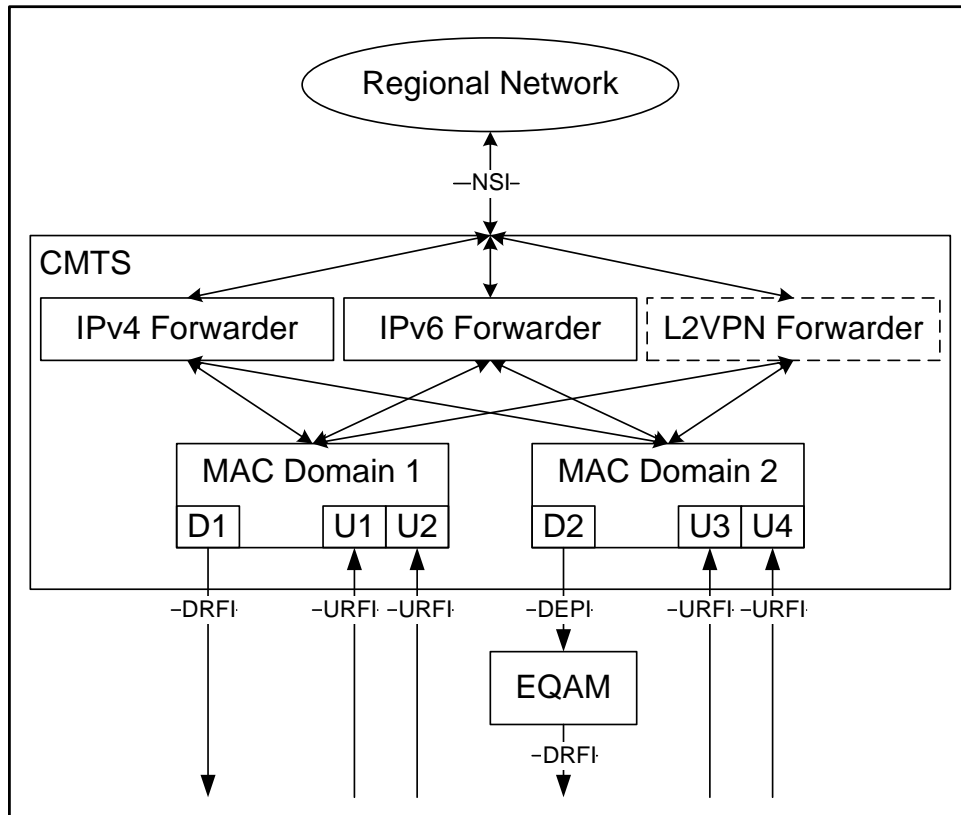 Regional Network
NSI
CMTS
IPv4 Forwarder
IPv6 Forwarder
L2VPN Forwarder
MAC Domain 1
MAC Domain 2
D1
U1
U2
D2
U3
U4
DRFI
URFI
URFI
DEPI
URFI
URFI
EQAM
DRFI